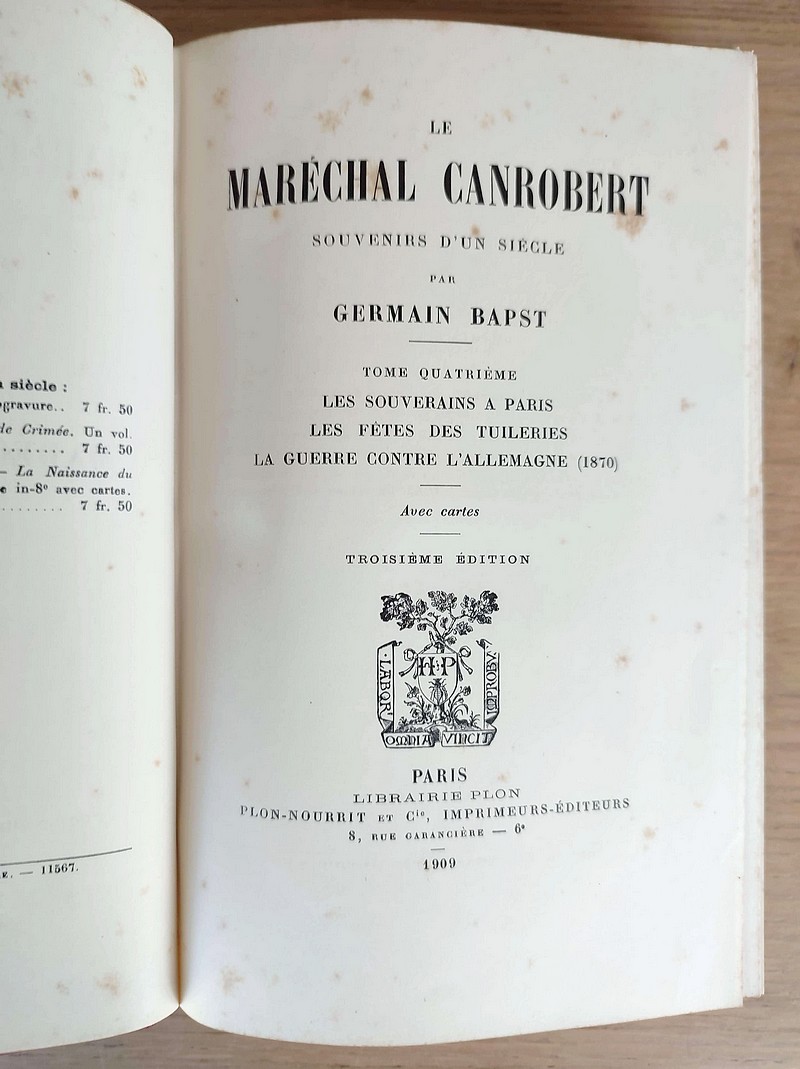 a siècle :
gravure.. 7 fr. 50
de Crimée. Un vol.
........ 7 fr. 50
— La Naissance du
e in-8º avec cartes.
........ 7 fr. 50
E. — 11567.
LE
MARÉCHAL CANROBERT
SOUVENIRS D'UN SIÈCLE
PAR
GERMAIN BAPST
TOME QUATRIÈME
LES SOUVERAINS A PARIS
LES FÊTES DES TUILERIES
LA GUERRE CONTRE L'ALLEMAGNE (1870)
Avec cartes
TROISIÈME ÉDITION
H P
LABOR
IMPROBV
OMNIA VINCIT
PARIS
LIBRAIRIE PLON
PLON-NOURRIT ET Cie, IMPRIMEURS-ÉDITEURS
8, RUE GARANCIÈRE — 6e
1909